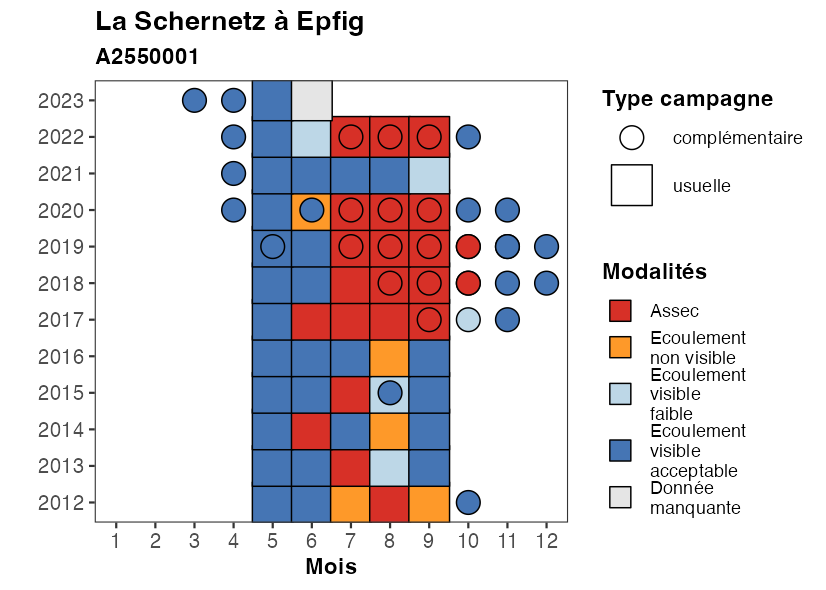 La Schernetz à Epfig
A2550001
2023
2022
2021
2020
2019
2018
2017
2016
2015
2014
2013
2012
1 2 3 4 5 6 7 8 9 10 11 12
Mois
Type campagne
complémentaire
usuelle
Modalités
Assec
Ecoulement
non visible
Ecoulement
visible
faible
Ecoulement
visible
acceptable
Donnée
manquante